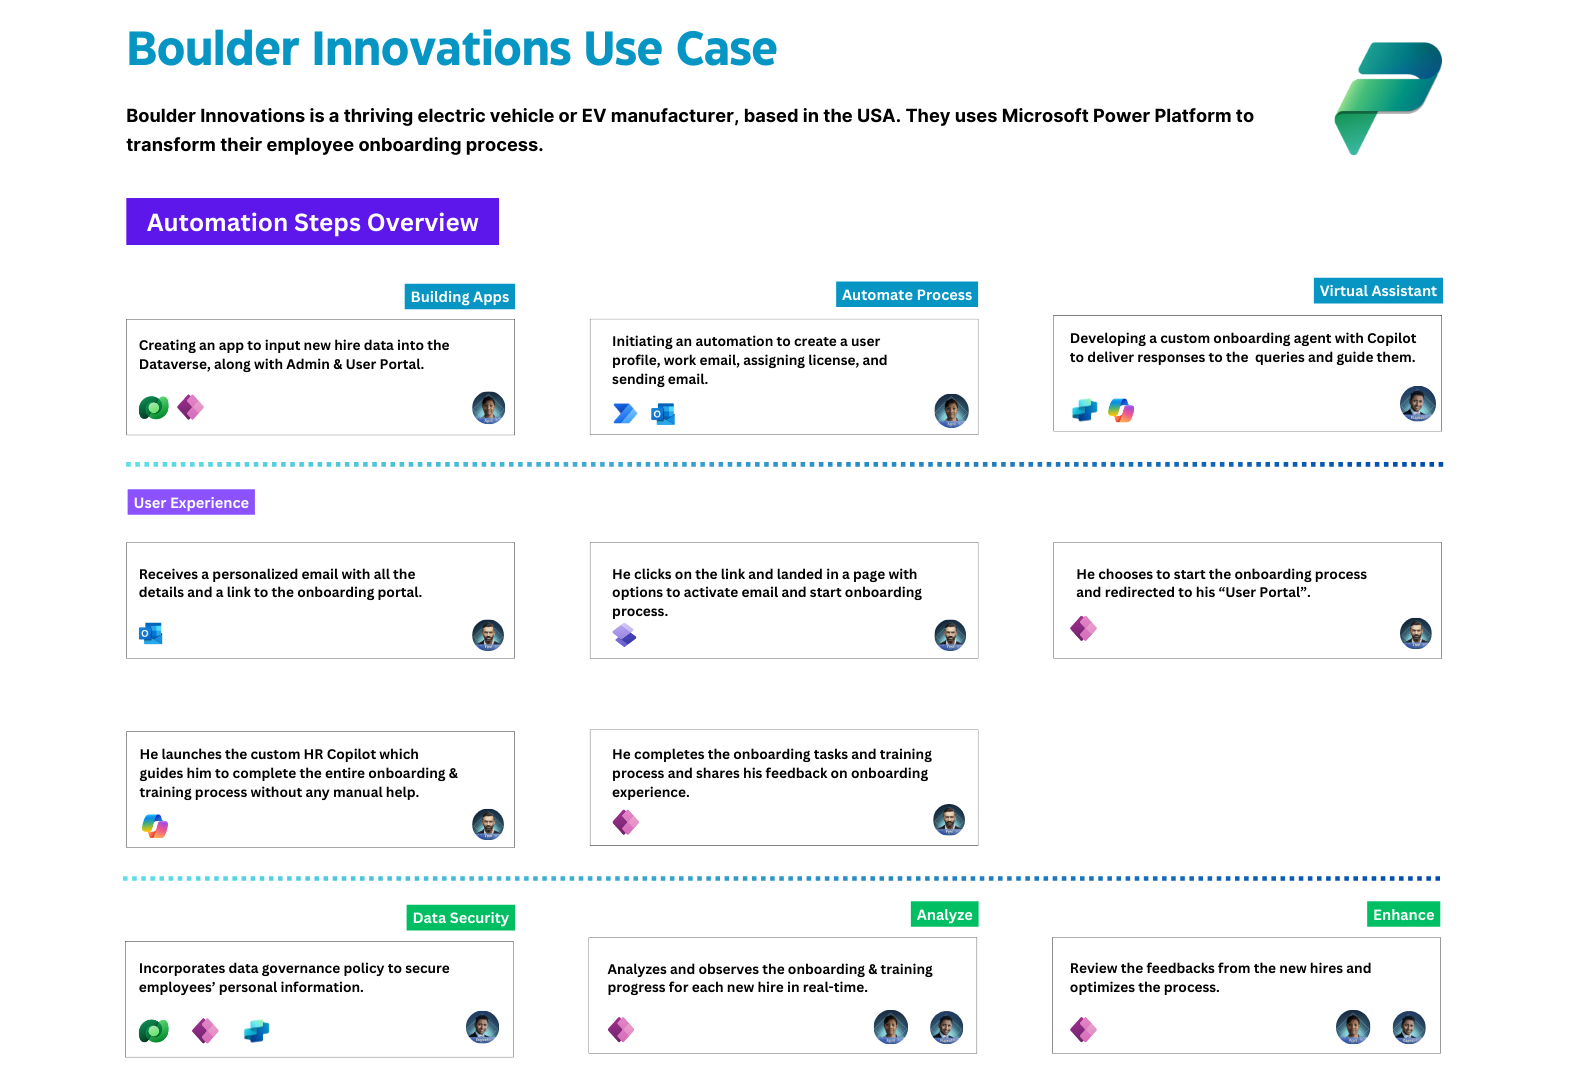 Boulder Innovations Use Case
Boulder Innovations is a thriving electric vehicle or EV manufacturer, based in the USA. They uses Microsoft Power Platform to
transform their employee onboarding process.
Automation Steps Overview
Building Apps
Creating an app to input new hire data into the
Dataverse, along with Admin & User Portal.
Automate Process
Initiating an automation to create a user
profile, work email, assigning license, and
sending email.
Virtual Assistant
Developing a custom onboarding agent with Copilot
to deliver responses to the  queries and guide them.
User Experience
Receives a personalized email with all the
details and a link to the onboarding portal.
He clicks on the link and landed in a page with
options to activate email and start onboarding
process.
He chooses to start the onboarding process
and redirected to his “User Portal”.
He launches the custom HR Copilot which
guides him to complete the entire onboarding &
training process without any manual help.
He completes the onboarding tasks and training
process and shares his feedback on onboarding
experience.
Data Security
Incorporates data governance policy to secure
employees’ personal information.
Analyze
Analyzes and observes the onboarding & training
progress for each new hire in real-time.
Enhance
Review the feedbacks from the new hires and
optimizes the process.